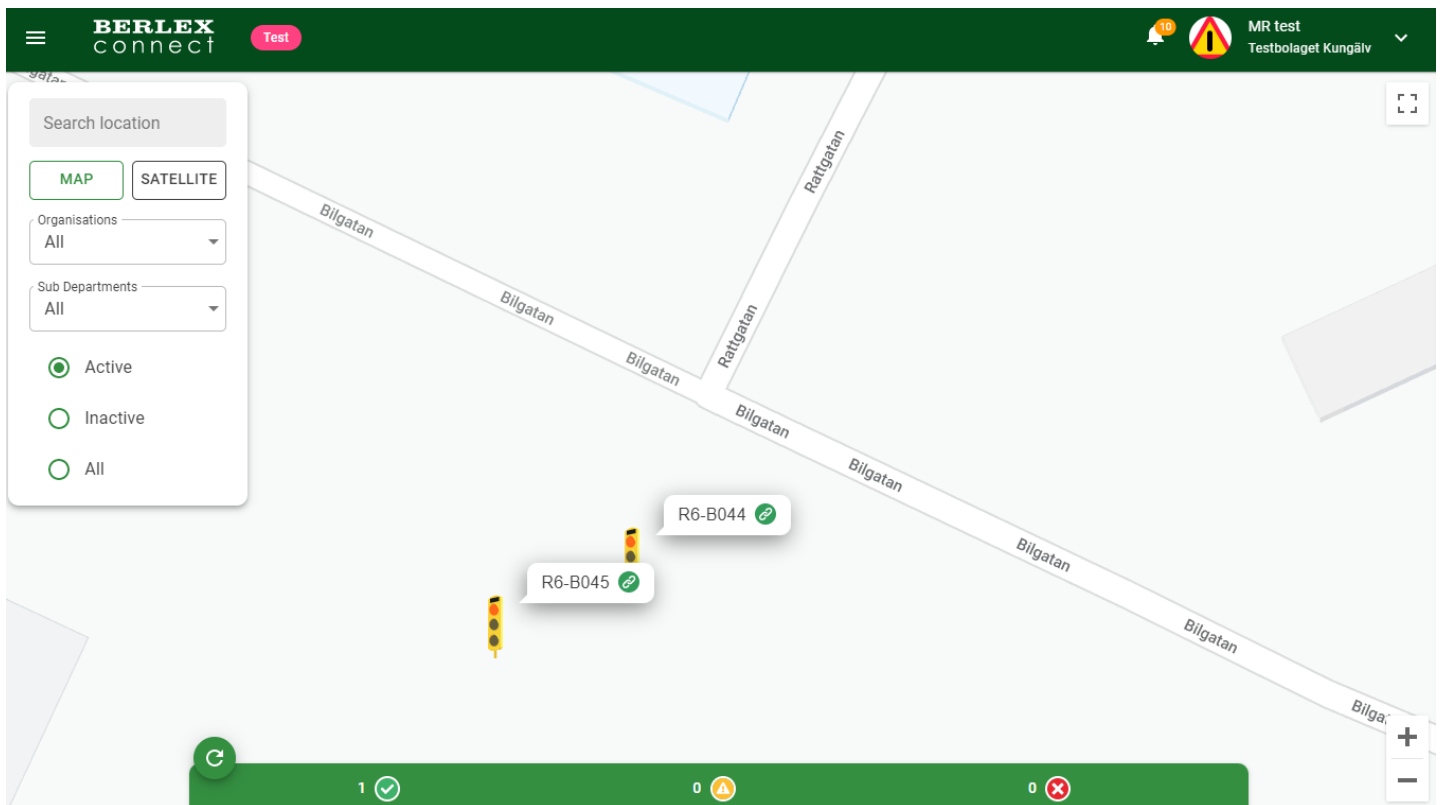 BERLEX
connect
Test
10
MR test
Testbolaget Kungälv
Search location
MAP
SATELLITE
Organisations
All
Sub Departments
All
Active
Inactive
All
Rattgatan
Bilgatan
Bilgatan
Rattgatan
Bilgatan
Bilgatan
Bilgatan
R6-B044
Bilgatan
R6-B045
Bilgatan
1
0
0